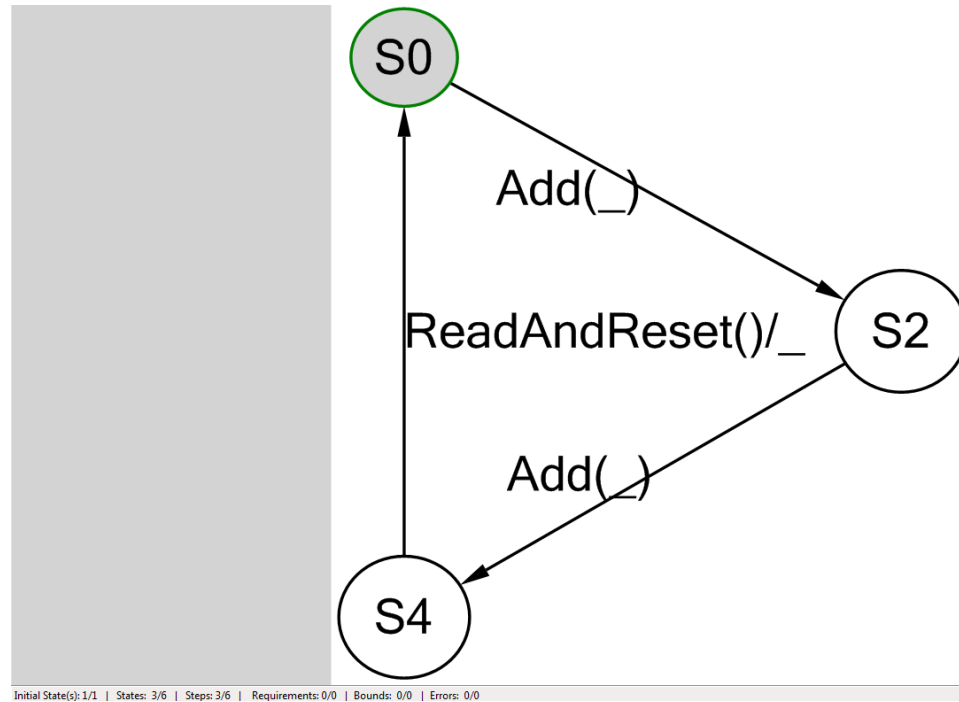 S0
Add(_)
ReadAndReset()/_
S2
Add(_)
S4
Initial State(s): 1/1 | States: 3/6 | Steps: 3/6 | Requirements: 0/0 | Bounds: 0/0 | Errors: 0/0